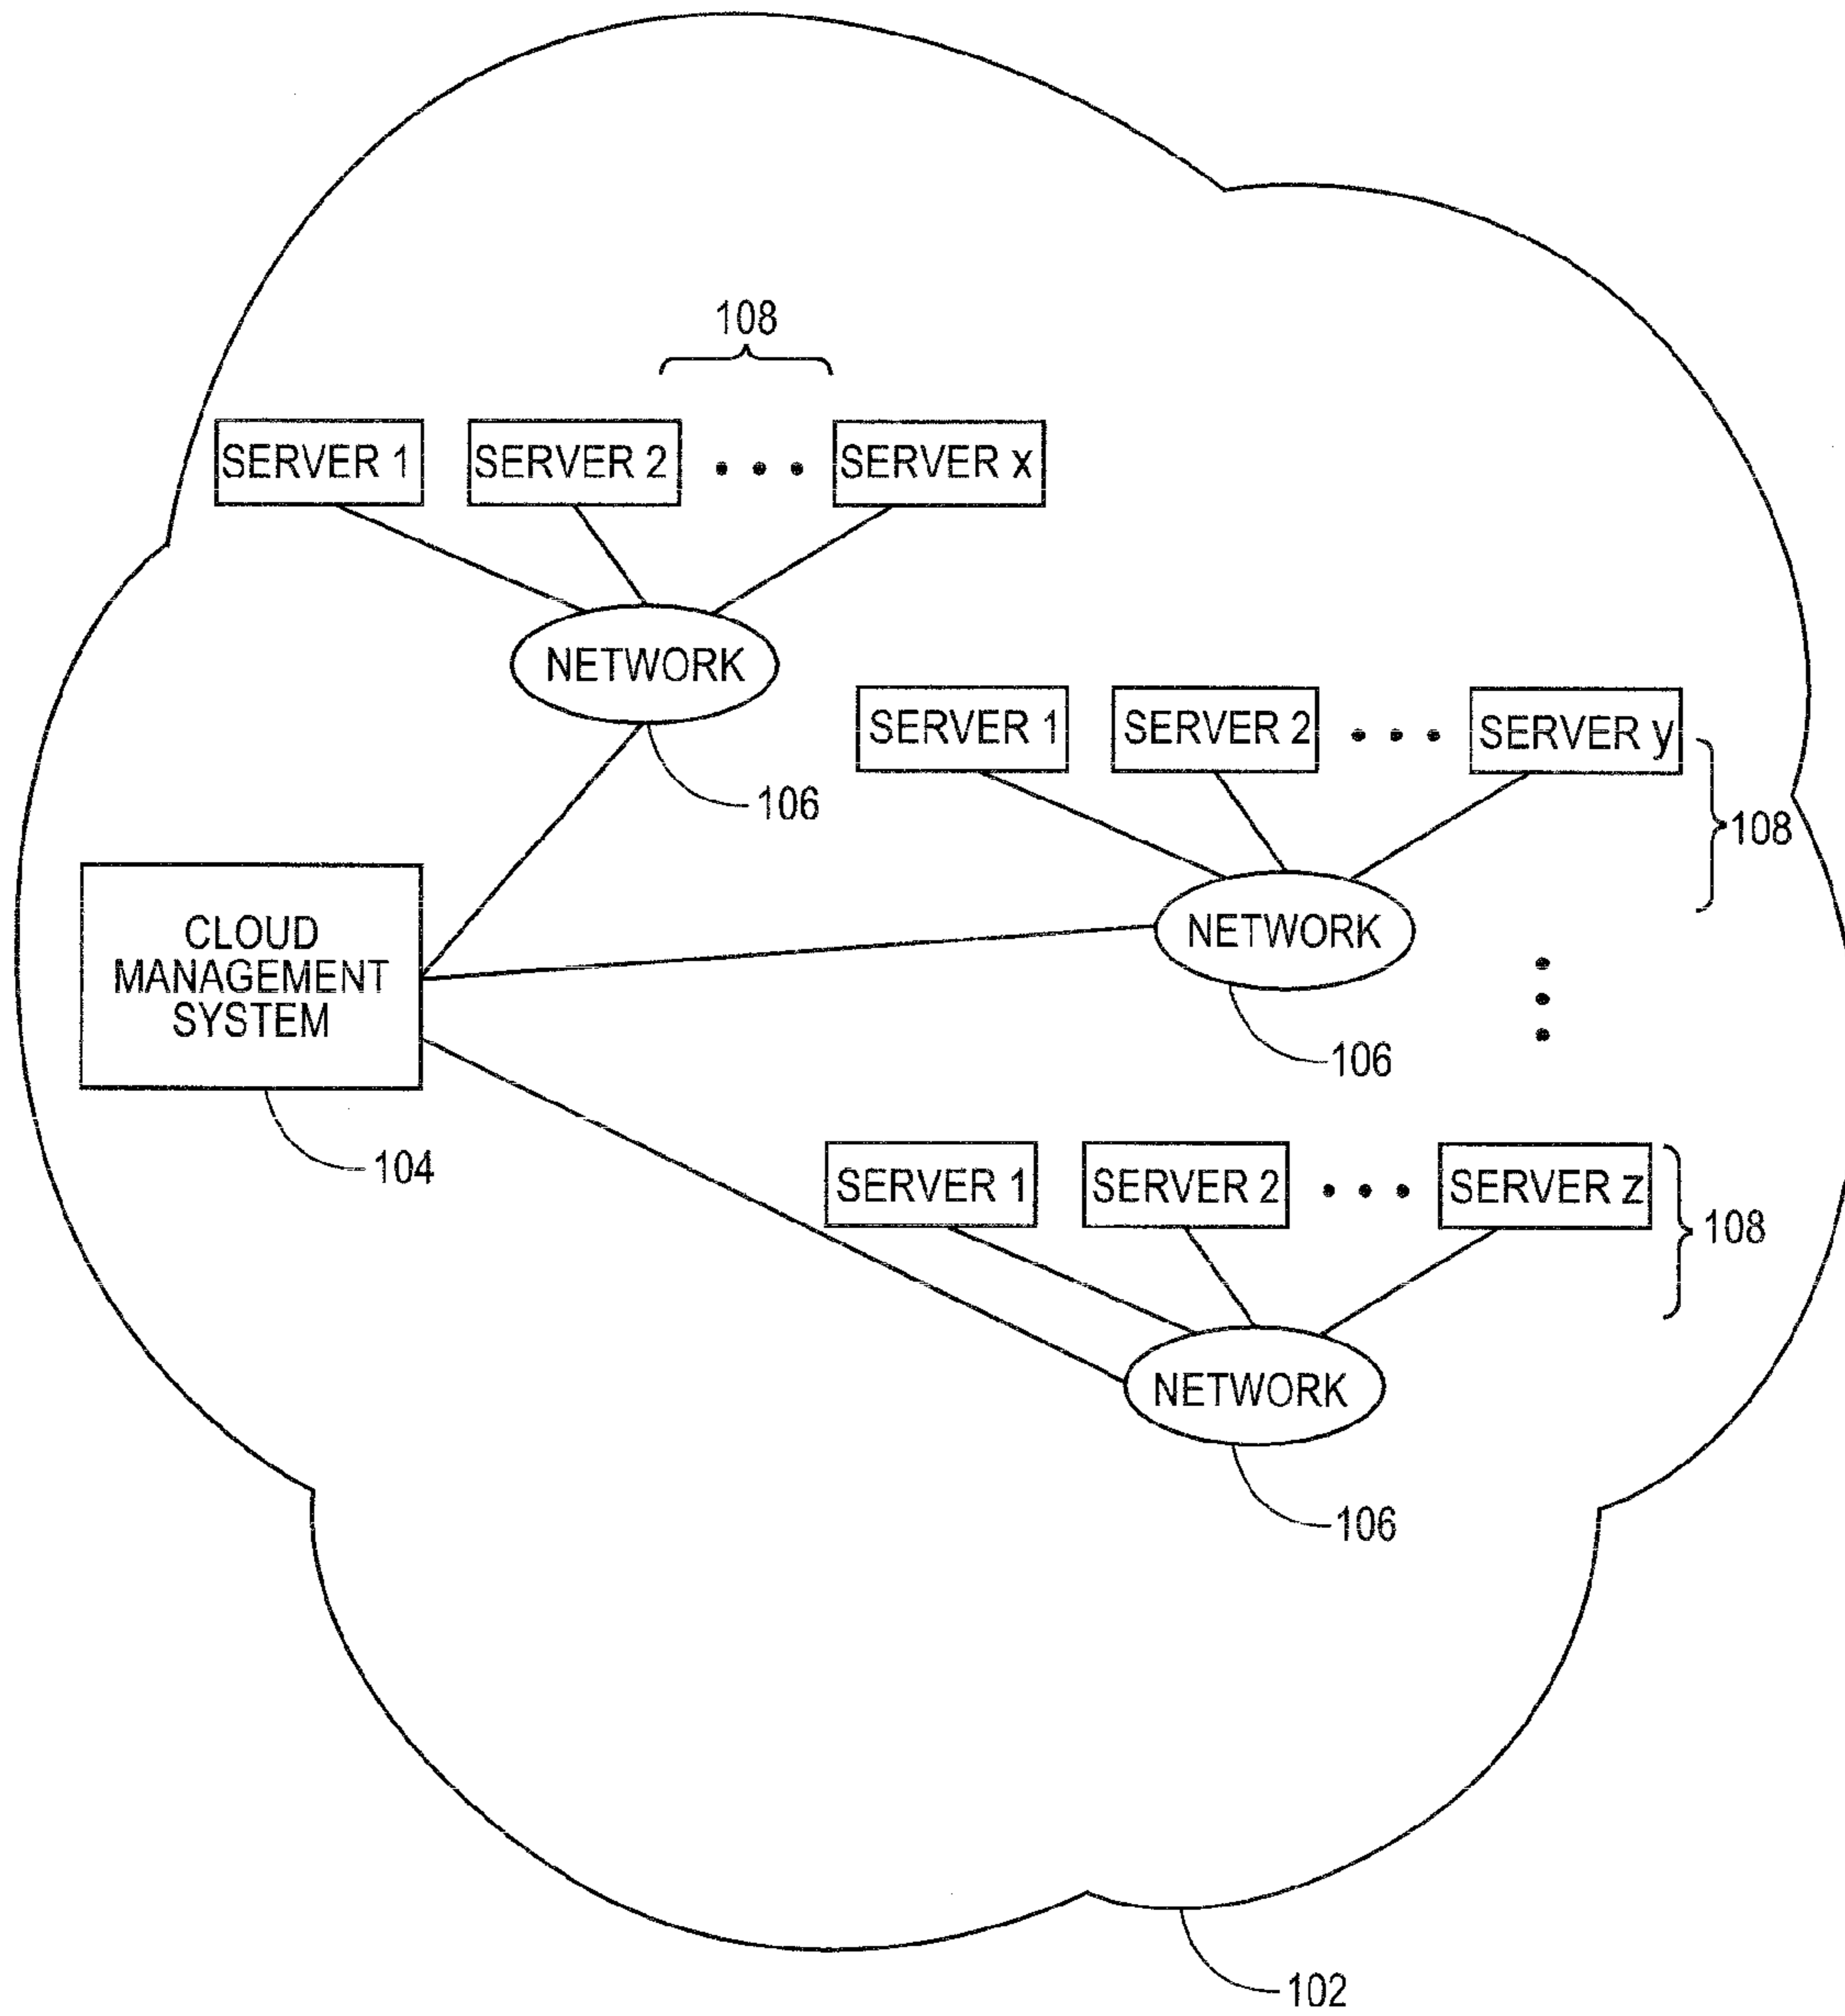 108
SERVER 1 SERVER 2 • • • SERVER x
NETWORK
106
SERVER 1 SERVER 2 • • • SERVER y
108
NETWORK
106
CLOUD
MANAGEMENT
SYSTEM
104
SERVER 1 SERVER 2 • • • SERVER z
108
NETWORK
106
102